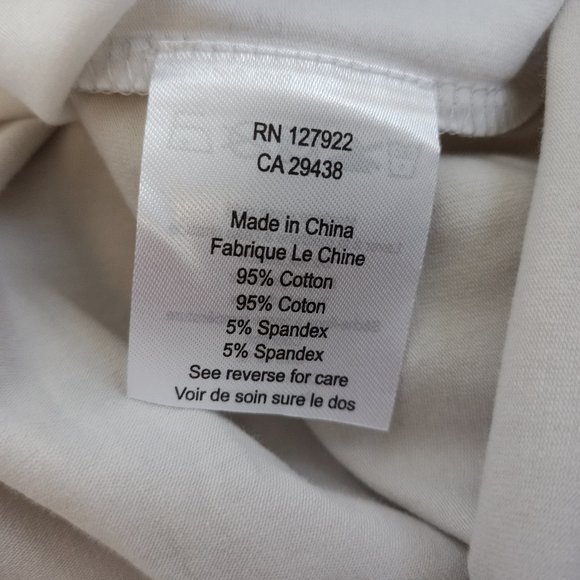 RN 127922
CA 29438
Made in China
Fabrique Le Chine
95% Cotton
95% Coton
5% Spandex
5% Spandex
See reverse for care
Voir de soin sure le dos